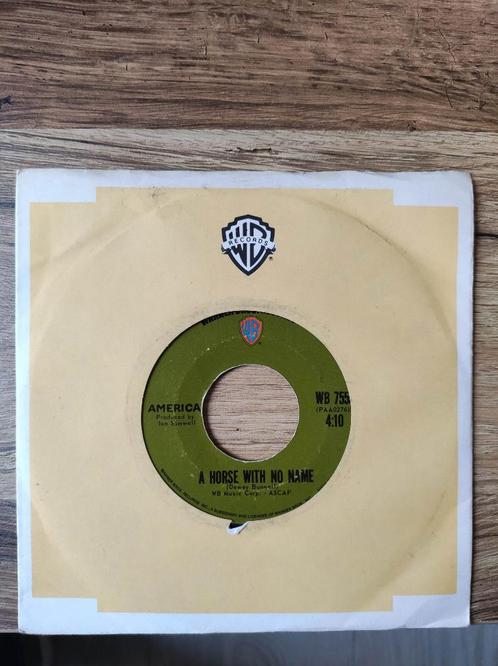 WB
RECORDS
®
WB
®
AMERICA
Produced by
Ian Samwell
WB 755
(PAA0276)
4:10
A HORSE WITH NO NAME
(Dewey Bunnell)
WB Music Corp. - ASCAP